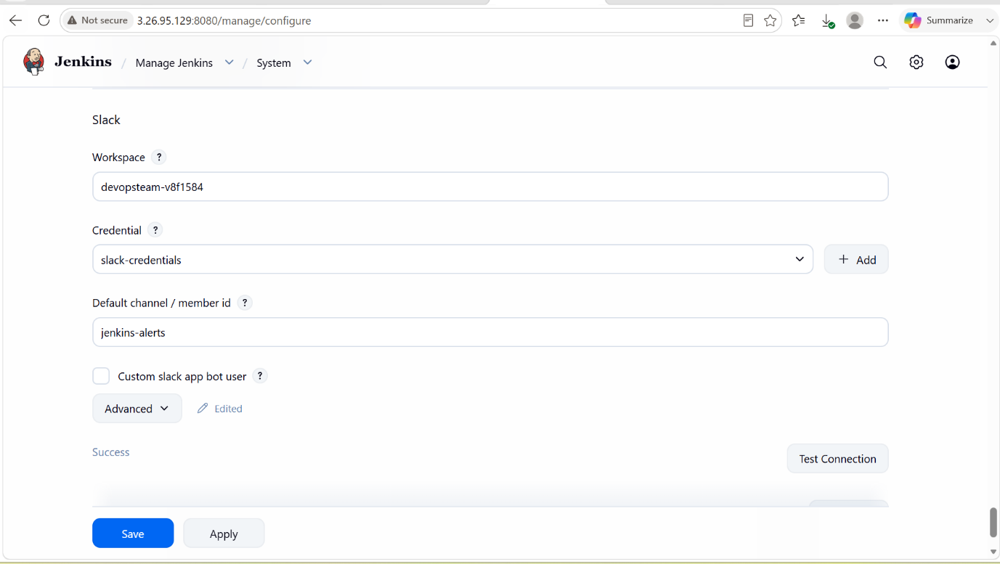 Not secure 3.26.95.129:8080/manage/configure Summarize
Jenkins / Manage Jenkins / System
Slack
Workspace ?
devopsteam-v8f1584
Credential ?
slack-credentials
+ Add
Default channel / member id ?
jenkins-alerts
Custom slack app bot user ?
Advanced Edited
Success
Test Connection
Save Apply